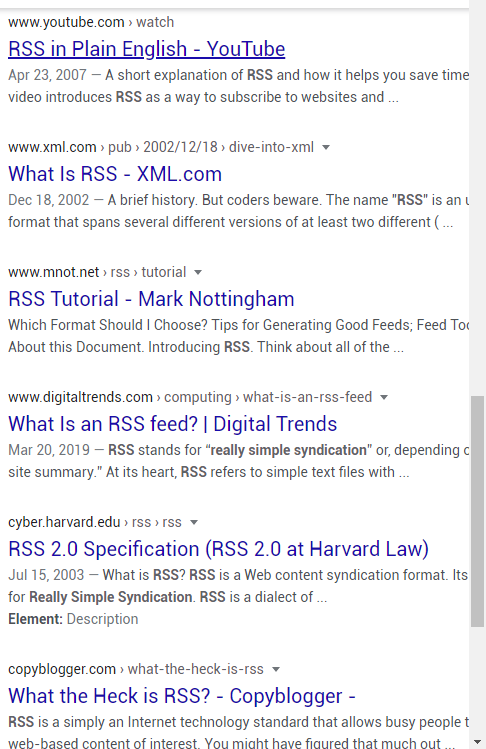 www.youtube.com › watch
RSS in Plain English - YouTube
Apr 23, 2007 — A short explanation of RSS and how it helps you save time
video introduces RSS as a way to subscribe to websites and ...
www.xml.com › pub › 2002/12/18 › dive-into-xml
What Is RSS - XML.com
Dec 18, 2002 — A brief history. But coders beware. The name "RSS" is an
format that spans several different versions of at least two different ( ...
www.mnot.net › rss › tutorial
RSS Tutorial - Mark Nottingham
Which Format Should I Choose? Tips for Generating Good Feeds; Feed
About this Document. Introducing RSS. Think about all of the ...
www.digitaltrends.com › computing › what-is-an-rss-feed
What Is an RSS feed? | Digital Trends
Mar 20, 2019 — RSS stands for “really simple syndication” or, depending
site summary.” At its heart, RSS refers to simple text files with ...
cyber.harvard.edu › rss › rss
RSS 2.0 Specification (RSS 2.0 at Harvard Law)
Jul 15, 2003 — What is RSS? RSS is a Web content syndication format. Its
for Really Simple Syndication. RSS is a dialect of ...
Element: Description
copyblogger.com › what-the-heck-is-rss
What the Heck is RSS? - Copyblogger -
RSS is a simply an Internet technology standard that allows busy people
web-based content of interest. You might have figured that much out ...